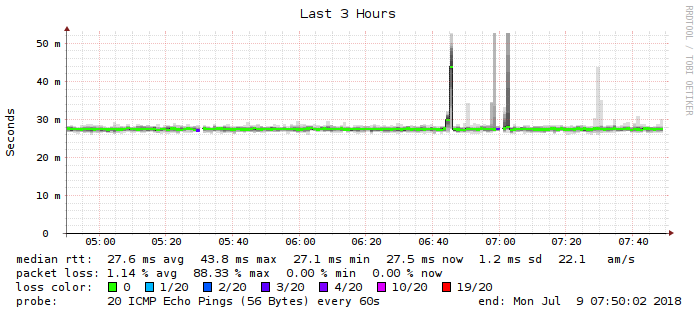 Last 3 Hours
RRDTOOL / TOBI OETIKER
Seconds
50 m
40 m
30 m
20 m
10 m
0
05:00 05:20 05:40 06:00 06:20 06:40 07:00 07:20 07:40
median rtt: 27.6 ms avg 43.8 ms max 27.1 ms min 27.5 ms now 1.2 ms sd 22.1 am/s
packet loss: 1.14 % avg 88.33 % max 0.00 % min 0.00 % now
loss color: 0 1/20 2/20 3/20 4/20 10/20 19/20
probe: 20 ICMP Echo Pings (56 Bytes) every 60s end: Mon Jul 9 07:50:02 2018